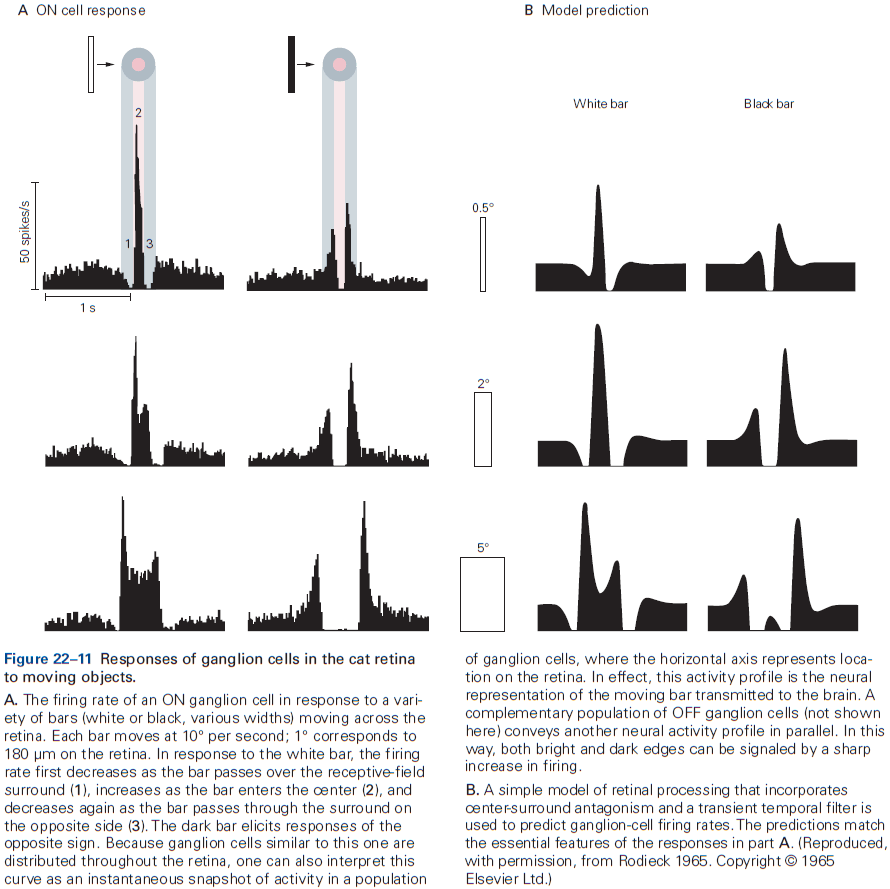 A ON cell response
B Model prediction
2
White bar
Black bar
50 spikes/s
1
3
0.5°
1 s
2°
5°
Figure 22–11 Responses of ganglion cells in the cat retina
to moving objects.
A. The firing rate of an ON ganglion cell in response to a vari-
ety of bars (white or black, various widths) moving across the
retina. Each bar moves at 10° per second; 1° corresponds to
180 μm on the retina. In response to the white bar, the firing
rate first decreases as the bar passes over the receptive-field
surround (1), increases as the bar enters the center (2), and
decreases again as the bar passes through the surround on
the opposite side (3). The dark bar elicits responses of the
opposite sign. Because ganglion cells similar to this one are
distributed throughout the retina, one can also interpret this
curve as an instantaneous snapshot of activity in a population
of ganglion cells, where the horizontal axis represents loca-
tion on the retina. In effect, this activity profile is the neural
representation of the moving bar transmitted to the brain. A
complementary population of OFF ganglion cells (not shown
here) conveys another neural activity profile in parallel. In this
way, both bright and dark edges can be signaled by a sharp
increase in firing.
B. A simple model of retinal processing that incorporates
center-surround antagonism and a transient temporal filter is
used to predict ganglion-cell firing rates. The predictions match
the essential features of the responses in part A. (Reproduced,
with permission, from Rodieck 1965. Copyright © 1965
Elsevier Ltd.)